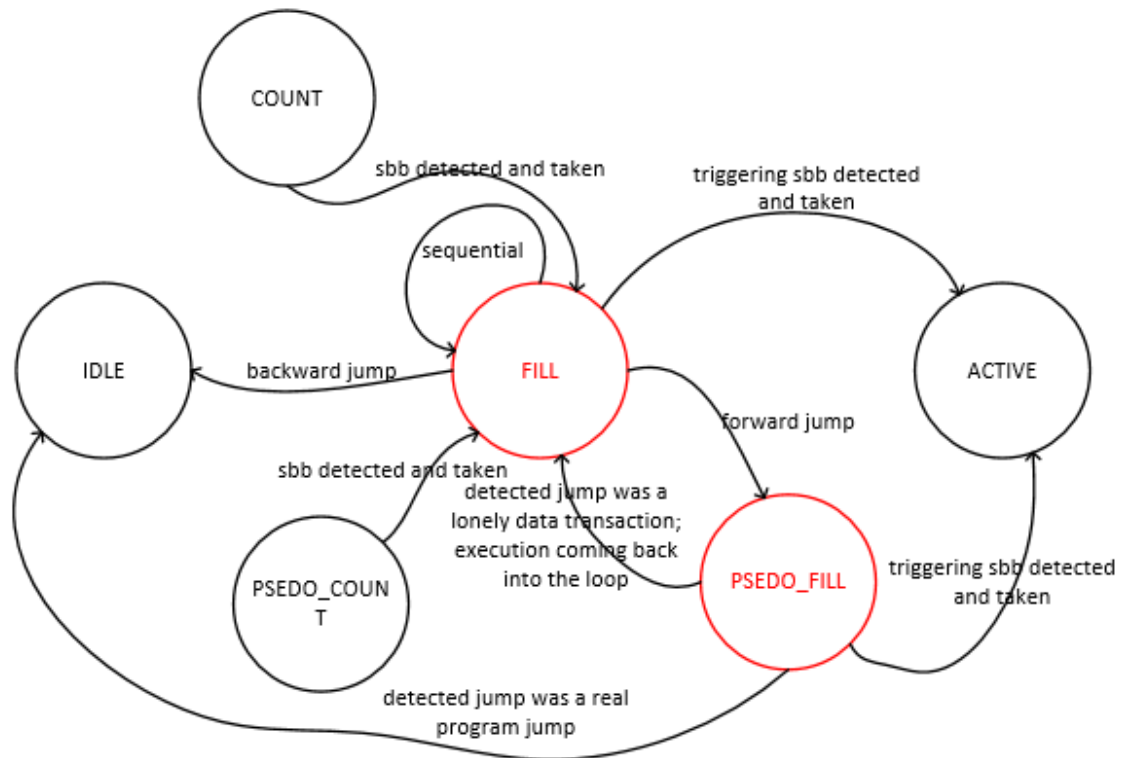 COUNT
sbb detected and taken
triggering sbb detected
and taken
sequential
IDLE
backward jump
FILL
ACTIVE
forward jump
sbb detected and taken
detected jump was a
lonely data transaction;
execution coming back
into the loop
PSEDO_COUN
T
PSEDO_FILL
triggering sbb detected
and taken
detected jump was a real
program jump